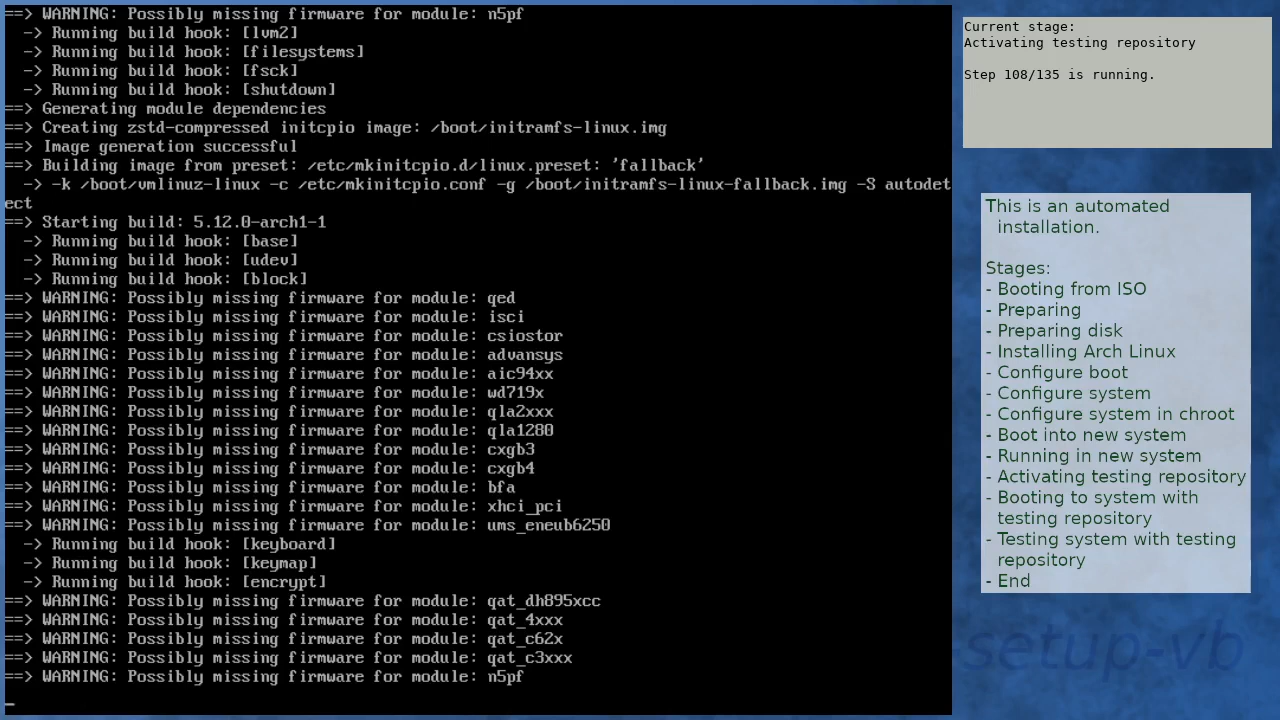 ==> WARNING: Possibly missing firmware for module: n5pf
  -> Running build hook: [lvm2]
  -> Running build hook: [filesystems]
  -> Running build hook: [fsck]
  -> Running build hook: [shutdown]
==> Generating module dependencies
==> Creating zstd-compressed initcpio image: /boot/initramfs-linux.img
==> Image generation successful
==> Building image from preset: /etc/mkinitcpio.d/linux.preset: 'fallback'
  -> -k /boot/vmlinuz-linux -c /etc/mkinitcpio.conf -g /boot/initramfs-linux-fallback.img -S autodet
ect
==> Starting build: 5.12.0-arch1-1
  -> Running build hook: [base]
  -> Running build hook: [udev]
  -> Running build hook: [block]
==> WARNING: Possibly missing firmware for module: qed
==> WARNING: Possibly missing firmware for module: isci
==> WARNING: Possibly missing firmware for module: csiostor
==> WARNING: Possibly missing firmware for module: advansys
==> WARNING: Possibly missing firmware for module: aic94xx
==> WARNING: Possibly missing firmware for module: wd719x
==> WARNING: Possibly missing firmware for module: qla2xxx
==> WARNING: Possibly missing firmware for module: qla1280
==> WARNING: Possibly missing firmware for module: cxgb3
==> WARNING: Possibly missing firmware for module: cxgb4
==> WARNING: Possibly missing firmware for module: bfa
==> WARNING: Possibly missing firmware for module: xhci_pci
==> WARNING: Possibly missing firmware for module: ums_eneub6250
  -> Running build hook: [keyboard]
  -> Running build hook: [keymap]
  -> Running build hook: [encrypt]
==> WARNING: Possibly missing firmware for module: qat_dh895xcc
==> WARNING: Possibly missing firmware for module: qat_4xxx
==> WARNING: Possibly missing firmware for module: qat_c62x
==> WARNING: Possibly missing firmware for module: qat_c3xxx
==> WARNING: Possibly missing firmware for module: n5pf
Current stage:
Activating testing repository
Step 108/135 is running.
This is an automated
installation.
Stages:
- Booting from ISO
- Preparing
- Preparing disk
- Installing Arch Linux
- Configure boot
- Configure system
- Configure system in chroot
- Boot into new system
- Running in new system
- Activating testing repository
- Booting to system with
testing repository
- Testing system with testing
repository
- End
-setup-vb